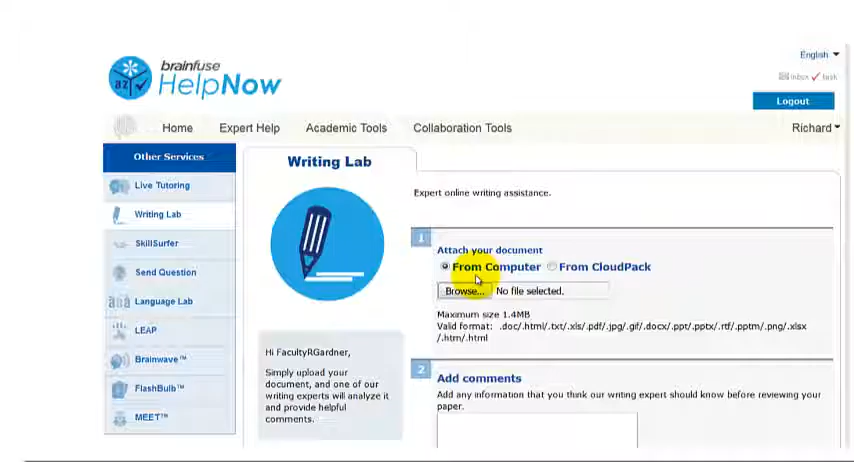 brainfuse
HelpNow
English
inbox task
Logout
Home Expert Help Academic Tools Collaboration Tools Richard
Other Services
Live Tutoring
Writing Lab
SkillSurfer
Send Question
Language Lab
LEAP
Brainwave™
FlashBulb™
MEET™
Writing Lab
Hi FacultyRGardner,
Simply upload your
document, and one of our
writing experts will analyze it
and provide helpful
comments.
Expert online writing assistance.
1
Attach your document
From Computer From CloudPack
Browse... No file selected.
Maximum size 1.4MB
Valid format: .doc/.html/.txt/.xls/.pdf/.jpg/.gif/.docx/.ppt/.pptx/.rtf/.pptm/.png/.xlsx
/.htm/.html
2
Add comments
Add any information that you think our writing expert should know before reviewing your
paper.